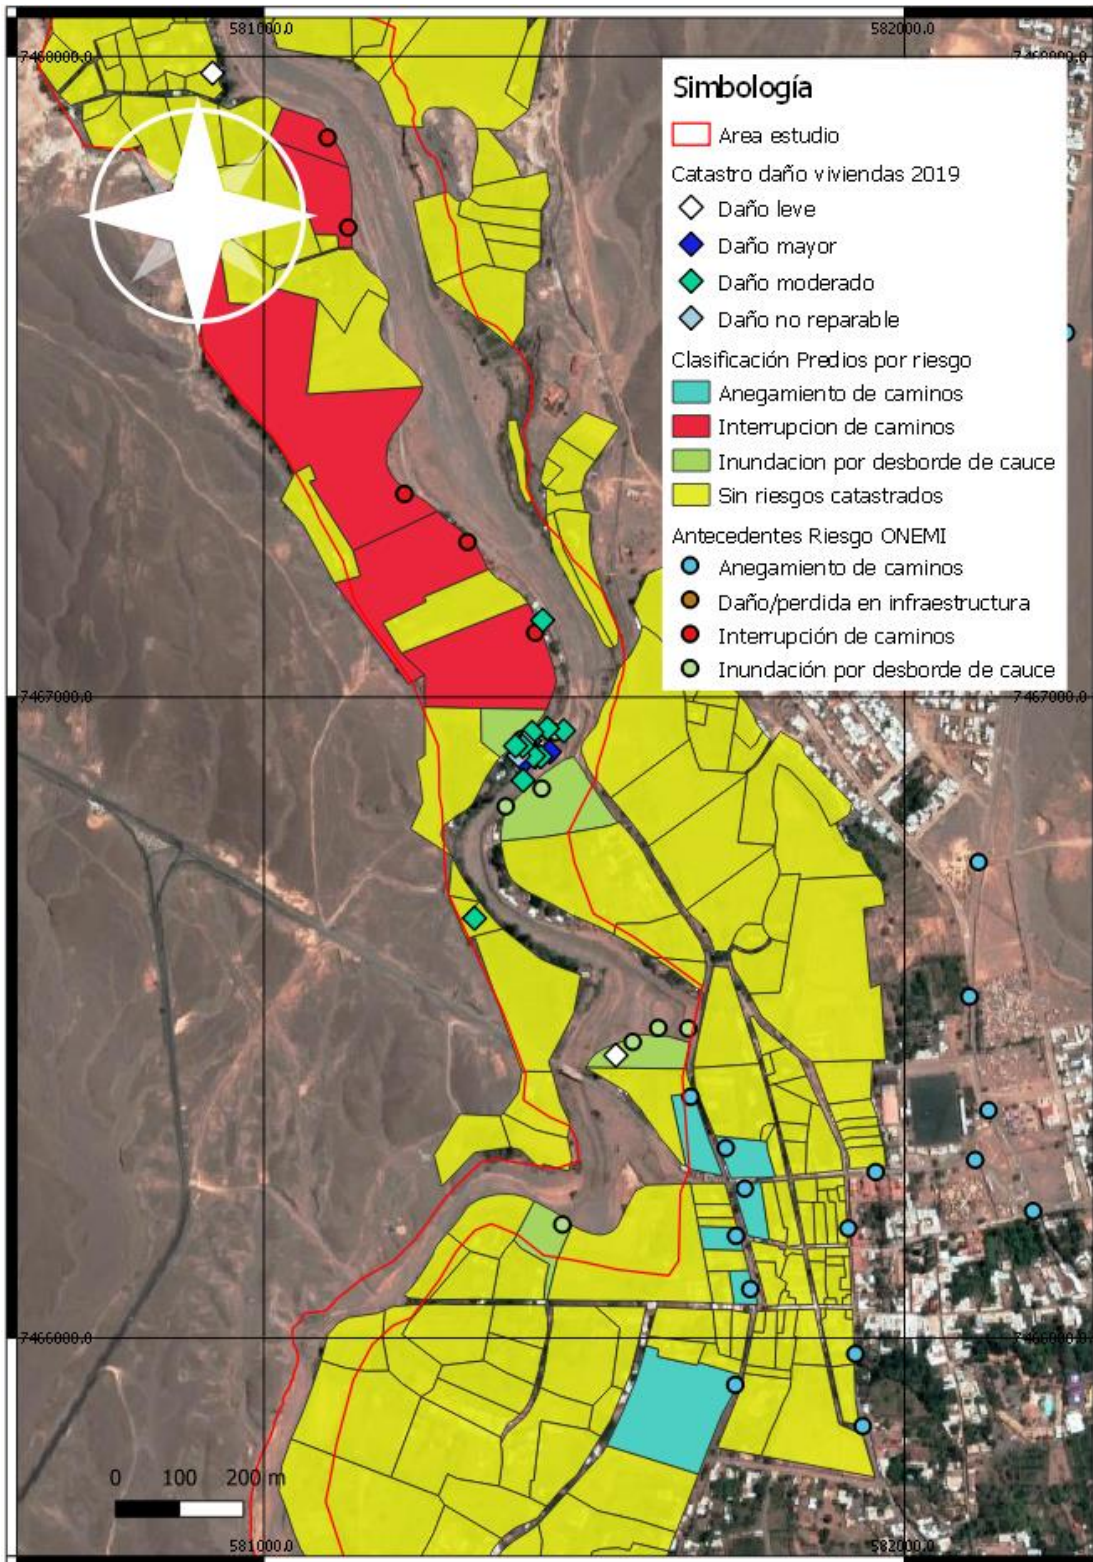 581000.0
582000.0
7468000.0
7468000.0
Simbología
Area estudio
Catastro daño viviendas 2019
Daño leve
Daño mayor
Daño moderado
Daño no reparable
Clasificación Predios por riesgo
Anegamiento de caminos
Interrupcion de caminos
Inundacion por desborde de cauce
Sin riesgos catastrados
Antecedentes Riesgo ONEMI
Anegamiento de caminos
Daño/perdida en infraestructura
Interrupción de caminos
Inundación por desborde de cauce
7467000.0
7467000.0
7466000.0
7466000.0
0 100 200 m
581000.0
582000.0